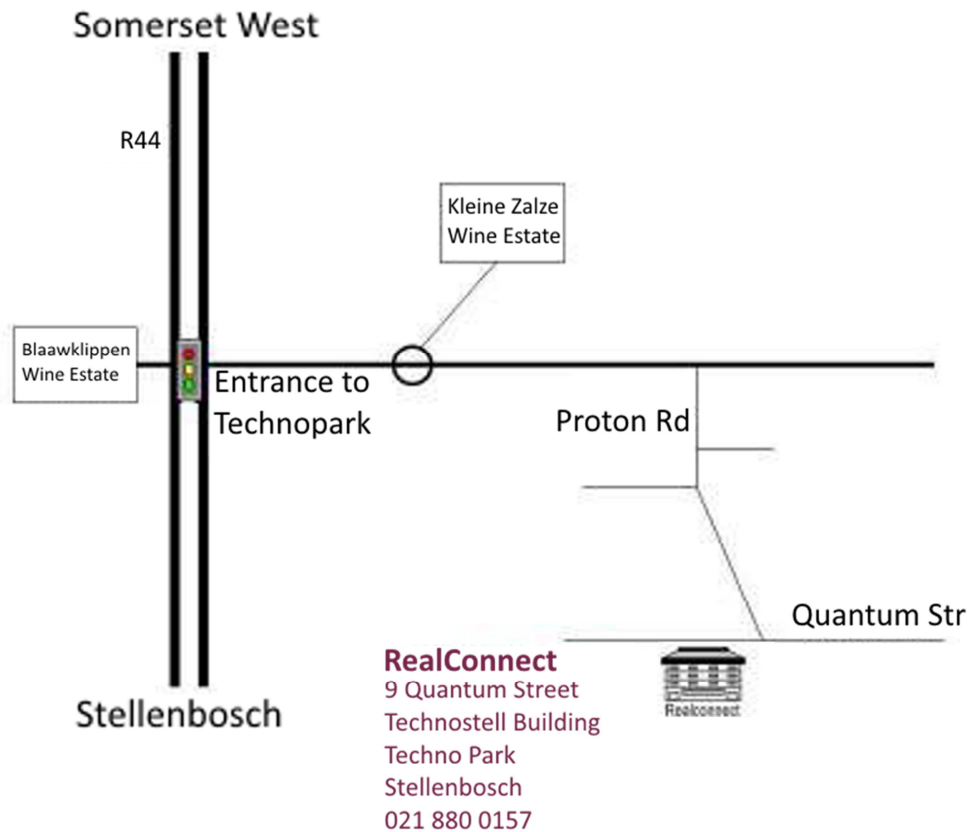 Somerset West
R44
Kleine Zalze
Wine Estate
Blaawklippen
Wine Estate
Entrance to
Technopark
Proton Rd
Quantum Str
RealConnect
9 Quantum Street
Technostell Building
Techno Park
Stellenbosch
021 880 0157
Realconnect
Stellenbosch